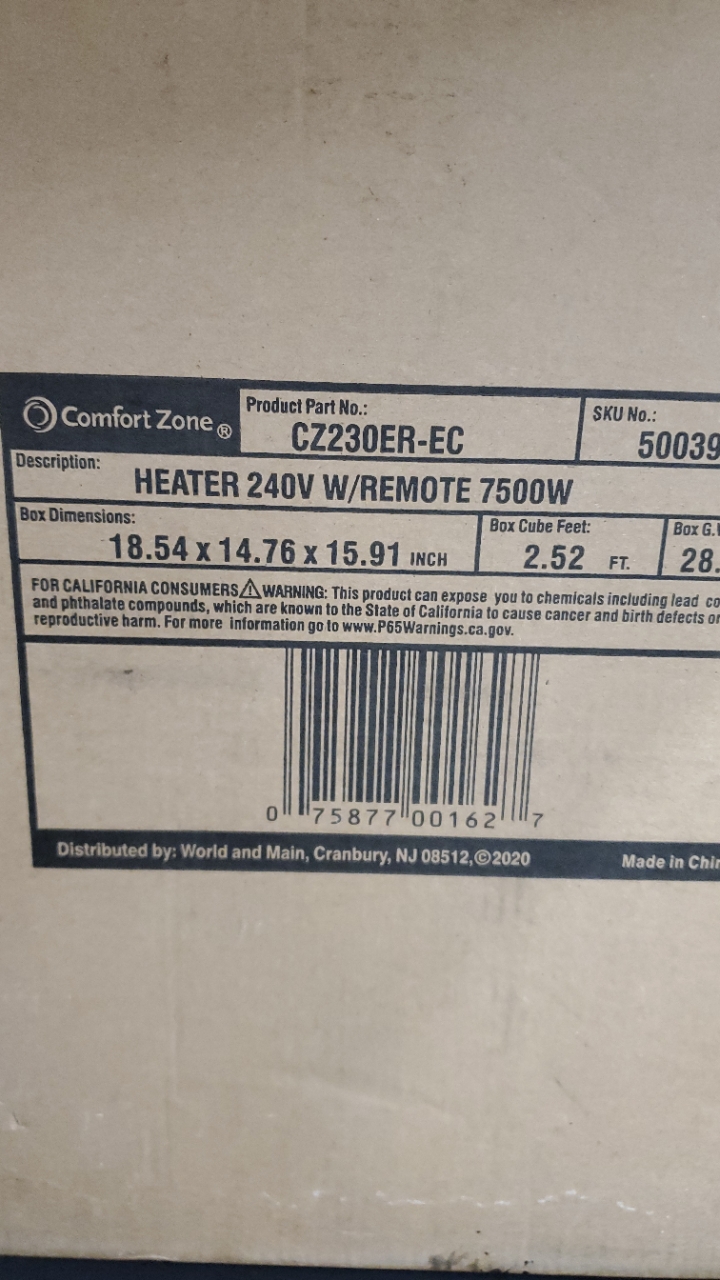 Comfort Zone®
Product Part No.:
CZ230ER-EC
SKU No.:
50039
Description:
HEATER 240V W/REMOTE 7500W
Box Dimensions:
18.54 x 14.76 x 15.91 INCH
Box Cube Feet:
2.52 FT.
Box G.
28.
FOR CALIFORNIA CONSUMERS⚠WARNING: This product can expose you to chemicals including lead
and phthalate compounds, which are known to the State of California to cause cancer and birth defects or
reproductive harm. For more information go to www.P65Warnings.ca.gov.
0 75877 00162 7
Distributed by: World and Main, Cranbury, NJ 08512,©2020
Made in